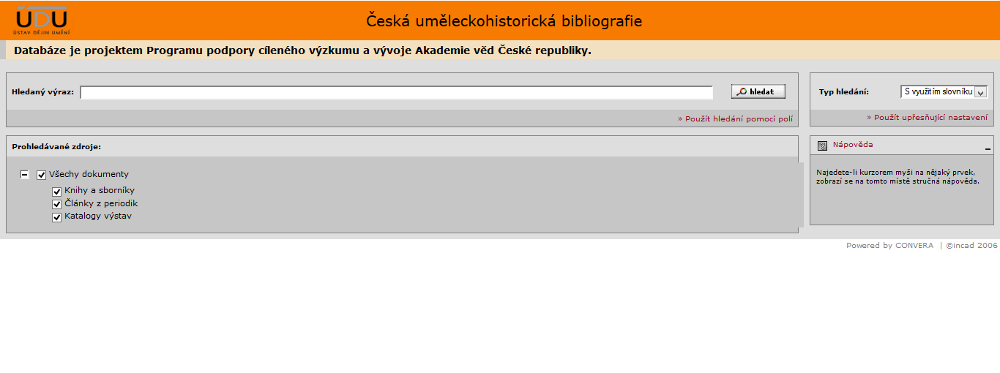 ÚDU
ÚSTAV DĚJIN UMĚNÍ
Česká uměleckohistorická bibliografie
Databáze je projektem Programu podpory cíleného výzkumu a vývoje Akademie věd České republiky.
Hledaný výraz:
hledat
» Použít hledání pomocí polí
Typ hledání:
S využitím slovníku
» Použít upřesňující nastavení
Prohledávané zdroje:
Všechy dokumenty
Knihy a sborníky
Články z periodik
Katalogy výstav
Nápověda
Najedete-li kurzorem myši na nějaký prvek,
zobrazí se na tomto místě stručná nápověda.
Powered by CONVERA | ©incad 2006